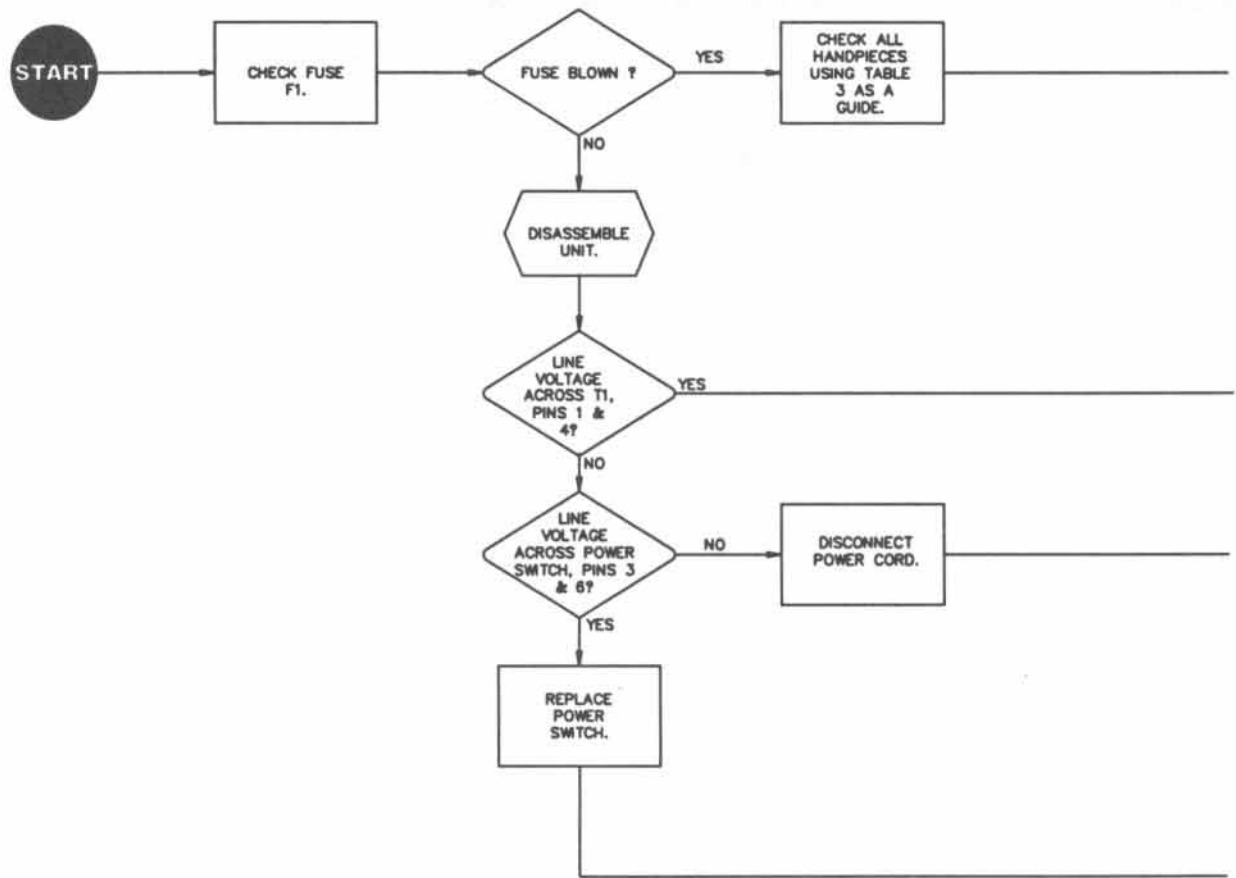 START
CHECK FUSE
F1.
FUSE BLOWN ?
YES
CHECK ALL
HANDPIECES
USING TABLE
3 AS A
GUIDE.
NO
DISASSEMBLE
UNIT.
LINE
VOLTAGE
ACROSS T1,
PINS 1 &
4?
YES
NO
LINE
VOLTAGE
ACROSS POWER
SWITCH, PINS 3
& 6?
NO
DISCONNECT
POWER CORD.
YES
REPLACE
POWER
SWITCH.